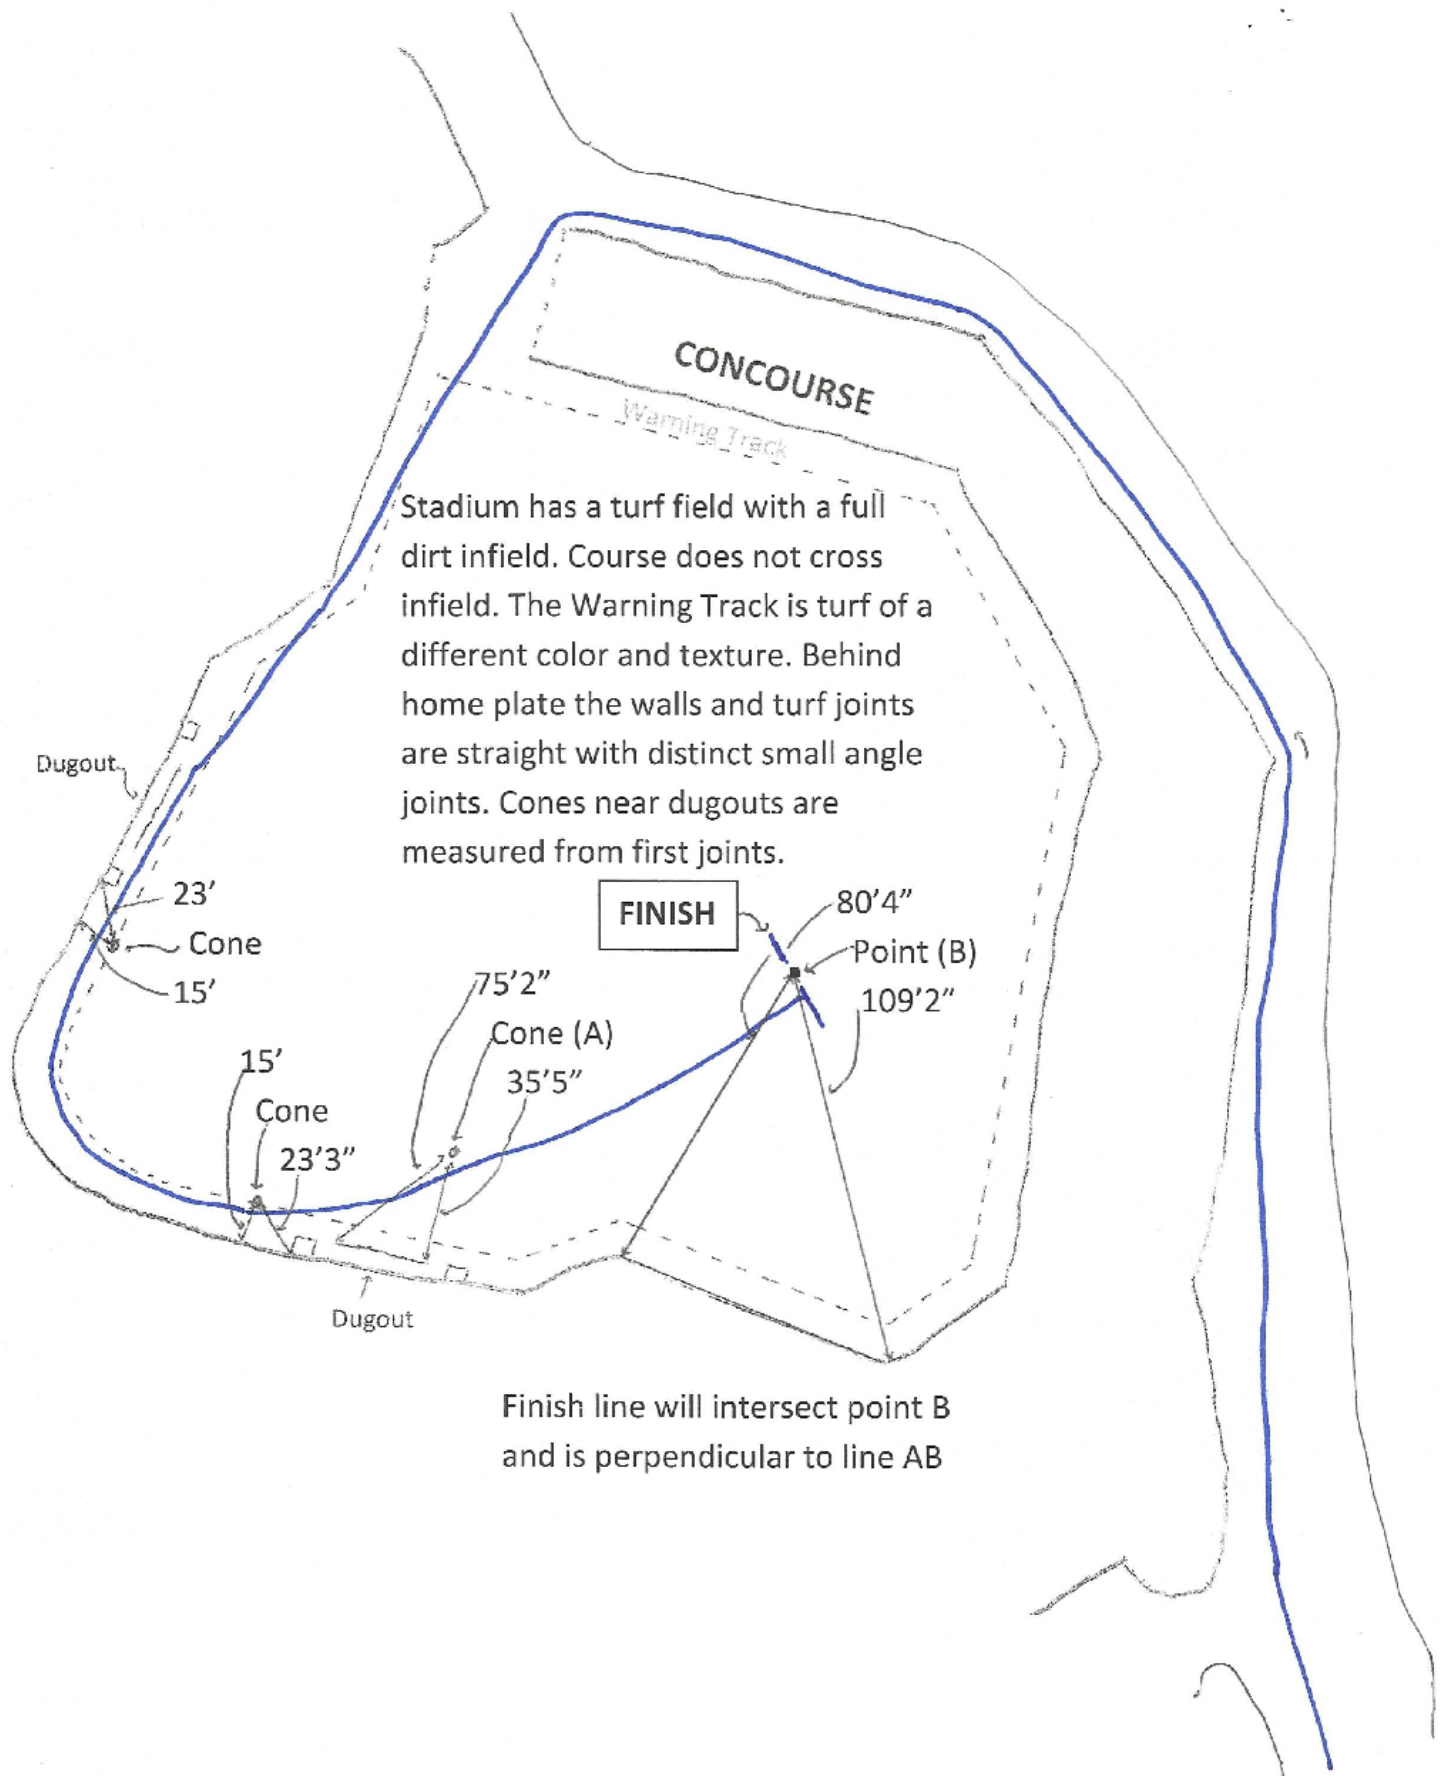 CONCOURSE
Warning Track
Stadium has a turf field with a full
dirt infield. Course does not cross
infield. The Warning Track is turf of a
different color and texture. Behind
home plate the walls and turf joints
are straight with distinct small angle
joints. Cones near dugouts are
measured from first joints.
Dugout
23’
Cone
15’
FINISH
80’4”
Point (B)
109’2”
75’2”
Cone (A)
35’5”
15’
Cone
23’3”
Dugout
Finish line will intersect point B
and is perpendicular to line AB